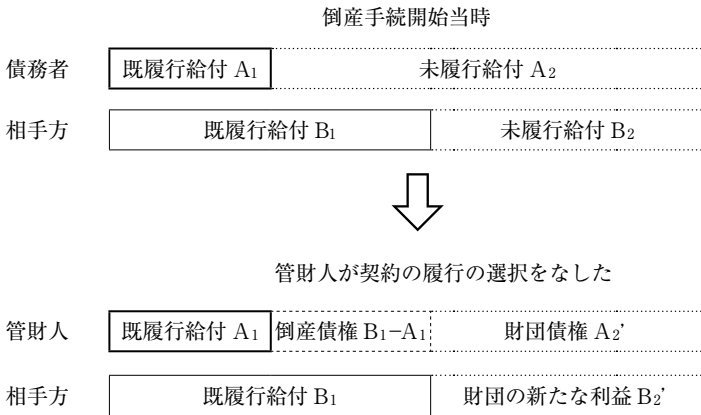 倒産手続開始当時
債務者 既履行給付 A₁ 未履行給付 A₂
相手方 既履行給付 B₁ 未履行給付 B₂
管財人が契約の履行の選択をなした
管財人 既履行給付 A₁ 倒産債権 B₁−A₁ 財団債権 A₂’
相手方 既履行給付 B₁ 財団の新たな利益 B₂’